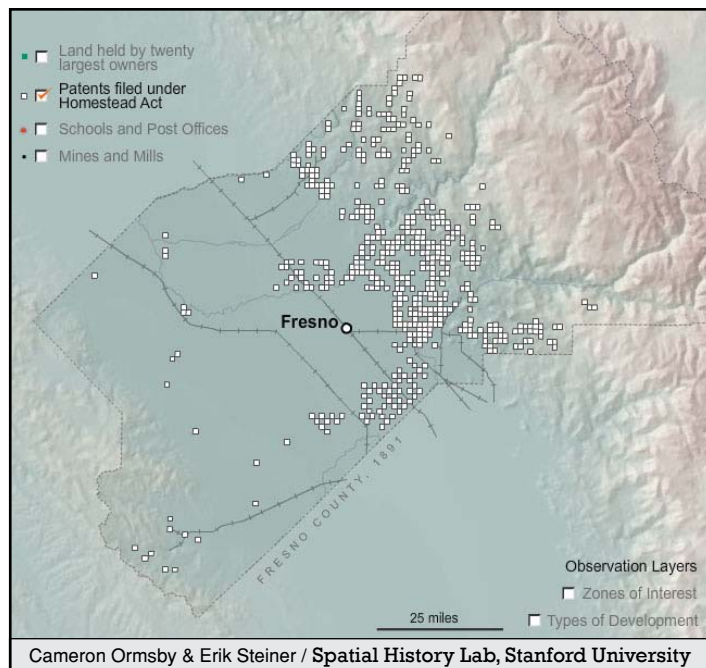 Land held by twenty
largest owners
Patents filed under
Homestead Act
Schools and Post Offices
Mines and Mills
Fresno
FRESNO COUNTY, 1891
Observation Layers
Zones of Interest
25 miles
Types of Development
Cameron Ormsby & Erik Steiner / Spatial History Lab, Stanford University